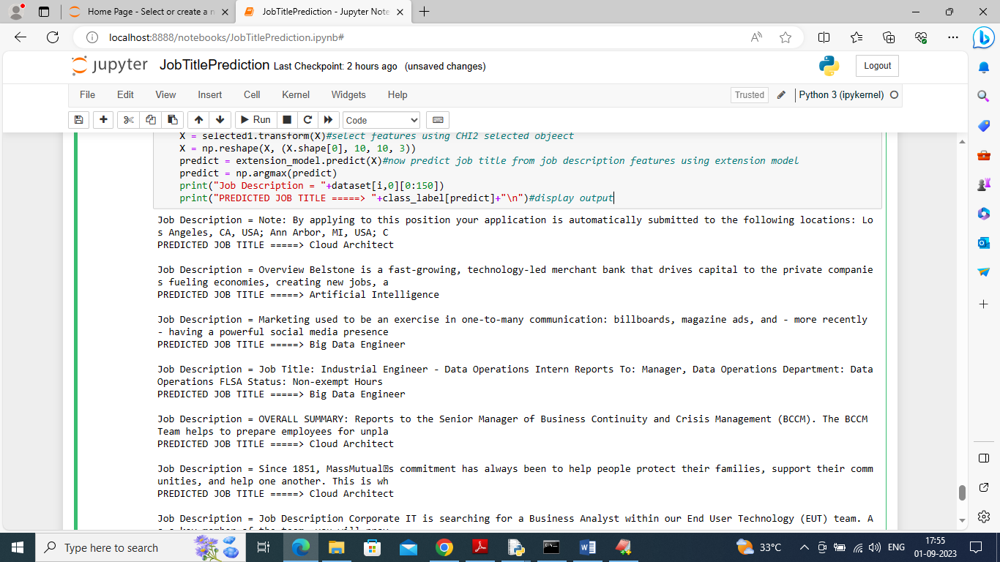 Home Page - Select or create a n
JobTitlePrediction - Jupyter Note
localhost:8888/notebooks/JobTitlePrediction.ipynb#
jupyter JobTitlePrediction Last Checkpoint: 2 hours ago (unsaved changes)
Logout
File Edit View Insert Cell Kernel Widgets Help
Trusted
Python 3 (ipykernel)
Run
Code
X = selected1.transform(X)#select features using CHI2 selected objeect
X = np.reshape(X, (X.shape[0], 10, 10, 3))
predict = extension_model.predict(X)#now predict job title from job description features using extension model
predict = np.argmax(predict)
print("Job Description = "+dataset[i,0][0:150])
print("PREDICTED JOB TITLE =====> "+class_label[predict]+"\n")#display output
Job Description = Note: By applying to this position your application is automatically submitted to the following locations: Lo
s Angeles, CA, USA; Ann Arbor, MI, USA; C
PREDICTED JOB TITLE =====> Cloud Architect
Job Description = Overview Belstone is a fast-growing, technology-led merchant bank that drives capital to the private companie
s fueling economies, creating new jobs, a
PREDICTED JOB TITLE =====> Artificial Intelligence
Job Description = Marketing used to be an exercise in one-to-many communication: billboards, magazine ads, and - more recently
- having a powerful social media presence
PREDICTED JOB TITLE =====> Big Data Engineer
Job Description = Job Title: Industrial Engineer - Data Operations Intern Reports To: Manager, Data Operations Department: Data
Operations FLSA Status: Non-exempt Hours
PREDICTED JOB TITLE =====> Big Data Engineer
Job Description = OVERALL SUMMARY: Reports to the Senior Manager of Business Continuity and Crisis Management (BCCM). The BCCM
Team helps to prepare employees for unpla
PREDICTED JOB TITLE =====> Cloud Architect
Job Description = Since 1851, MassMutual�s commitment has always been to help people protect their families, support their comm
unities, and help one another. This is wh
PREDICTED JOB TITLE =====> Cloud Architect
Job Description = Job Description Corporate IT is searching for a Business Analyst within our End User Technology (EUT) team. A
Type here to search
33°C
ENG
17:55
01-09-2023